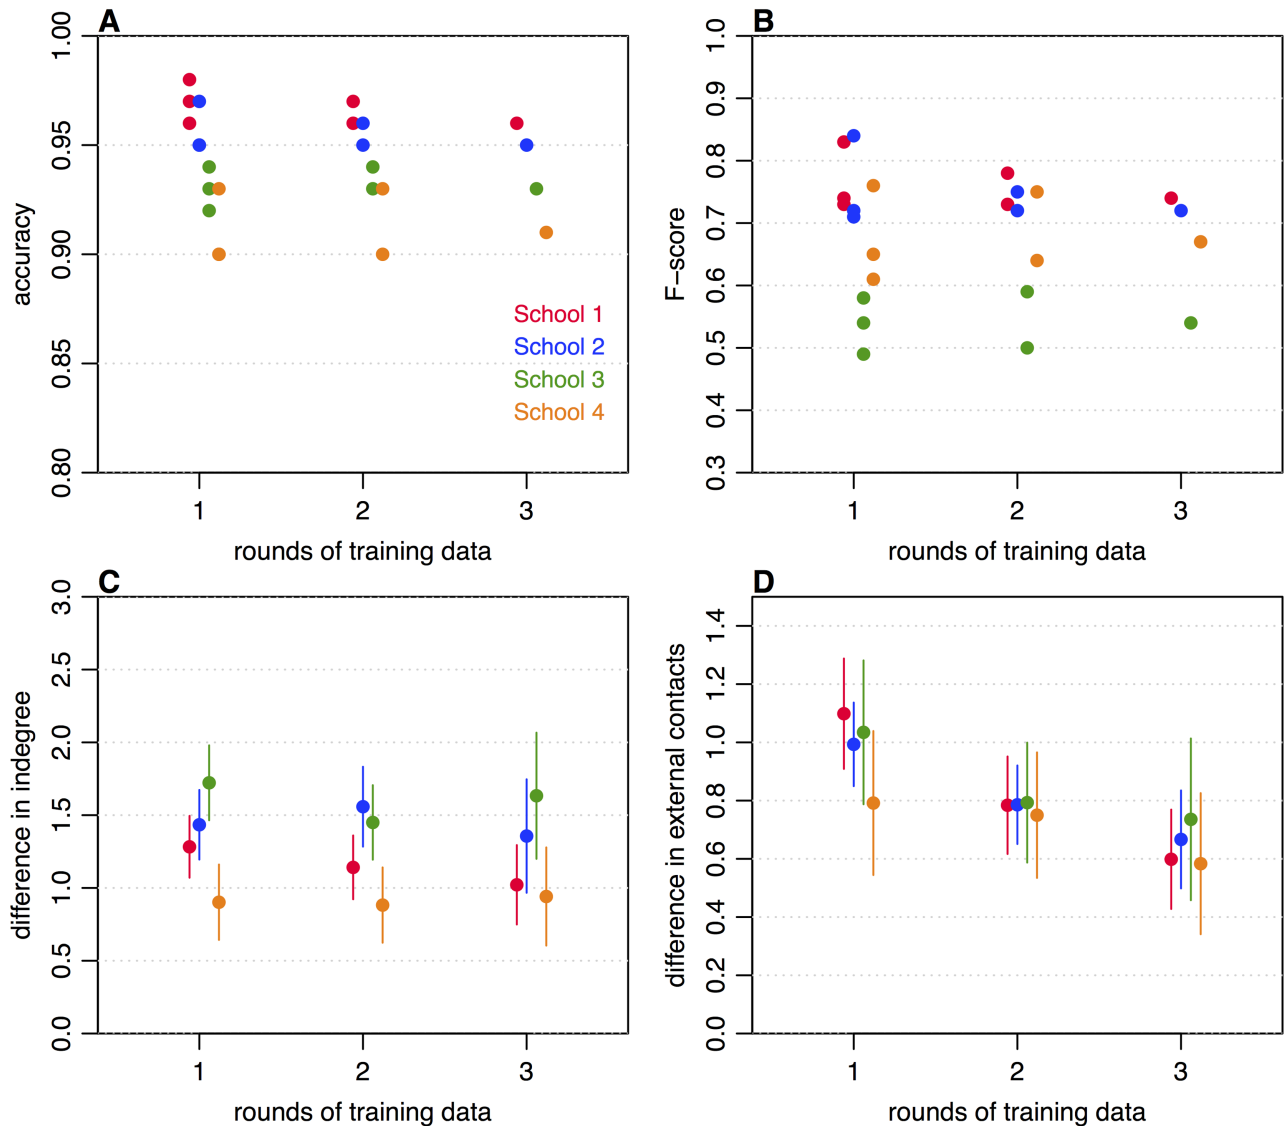 A
accuracy
1.00
0.95
0.90
0.85
0.80
School 1
School 2
School 3
School 4
1 2 3
rounds of training data
B
F−score
1.0
0.9
0.8
0.7
0.6
0.5
0.4
0.3
1 2 3
rounds of training data
C
difference in indegree
3.0
2.5
2.0
1.5
1.0
0.5
0.0
1 2 3
rounds of training data
D
difference in external contacts
1.4
1.2
1.0
0.8
0.6
0.4
0.2
0.0
1 2 3
rounds of training data